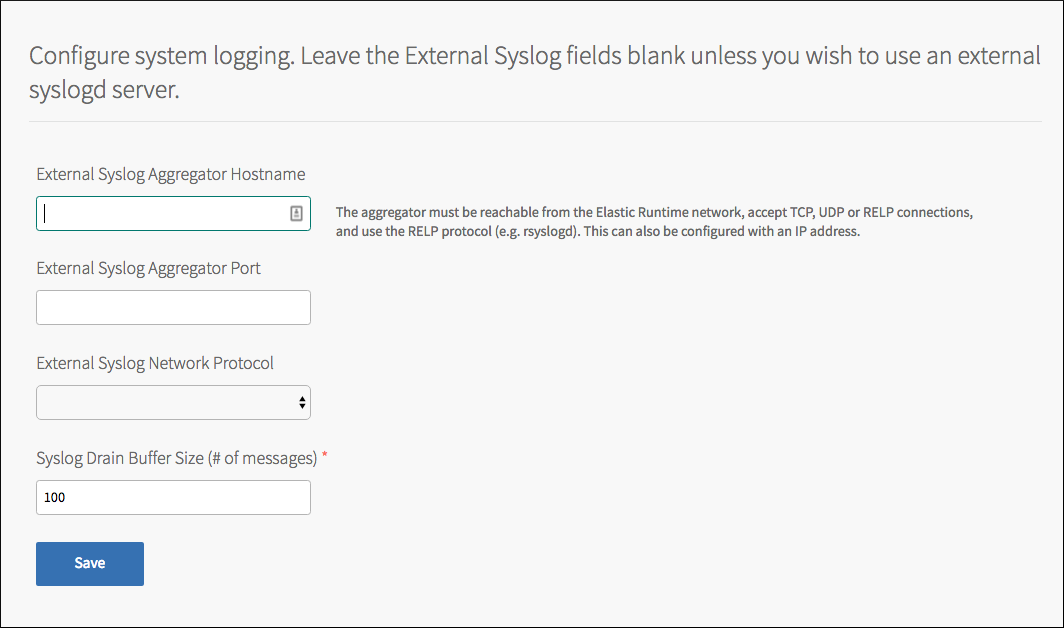 Configure system logging. Leave the External Syslog fields blank unless you wish to use an external
syslogd server.
External Syslog Aggregator Hostname
The aggregator must be reachable from the Elastic Runtime network, accept TCP, UDP or RELP connections,
and use the RELP protocol (e.g. rsyslogd). This can also be configured with an IP address.
External Syslog Aggregator Port
External Syslog Network Protocol
Syslog Drain Buffer Size (# of messages) *
100
Save